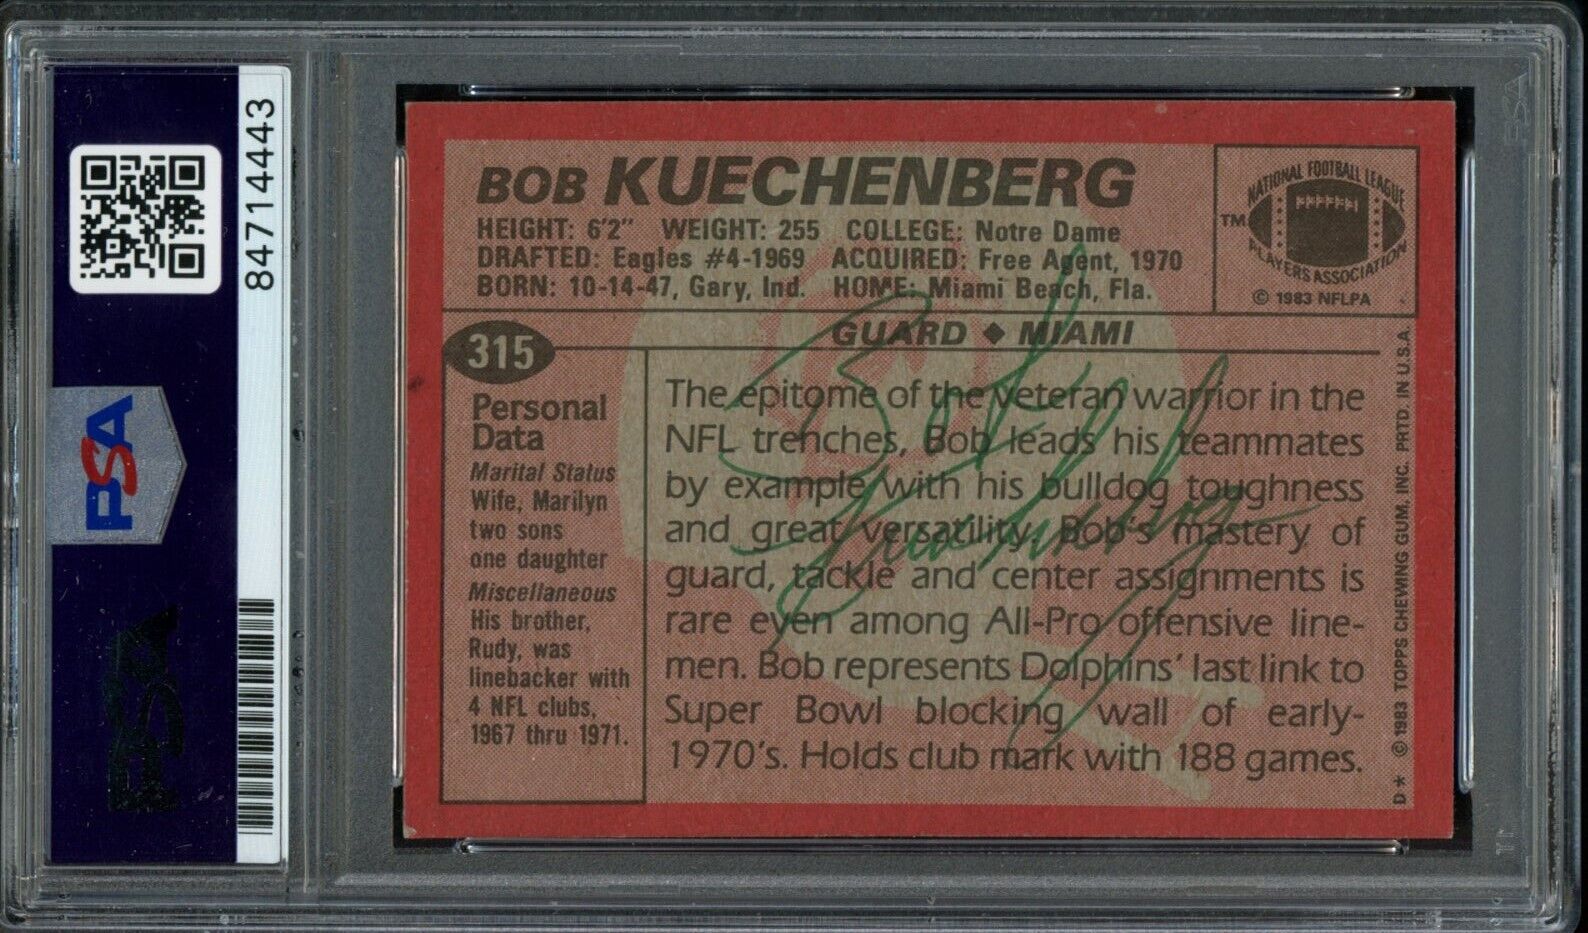 84714443
PSA
PSA
BOB KUECHENBERG
HEIGHT: 6'2" WEIGHT: 255 COLLEGE: Notre Dame
DRAFTED: Eagles #4-1969 ACQUIRED: Free Agent, 1970
BORN: 10-14-47, Gary, Ind. HOME: Miami Beach, Fla.
NATIONAL FOOTBALL LEAGUE
TM
PLAYERS ASSOCIATION
© 1983 NFLPA
315
GUARD ◆ MIAMI
Personal
Data
Marital Status
Wife, Marilyn
two sons
one daughter
Miscellaneous
His brother,
Rudy, was
linebacker with
4 NFL clubs,
1967 thru 1971.
The epitome of the veteran warrior in the
NFL trenches, Bob leads his teammates
by example with his bulldog toughness
and great versatility. Bob's mastery of
guard, tackle and center assignments is
rare even among All-Pro offensive line-
men. Bob represents Dolphins' last link to
Super Bowl blocking wall of early-
1970's. Holds club mark with 188 games.
Bob
Kuechenberg
D* © 1983 TOPPS CHEWING GUM, INC. PRTD. IN U.S.A.
PSA